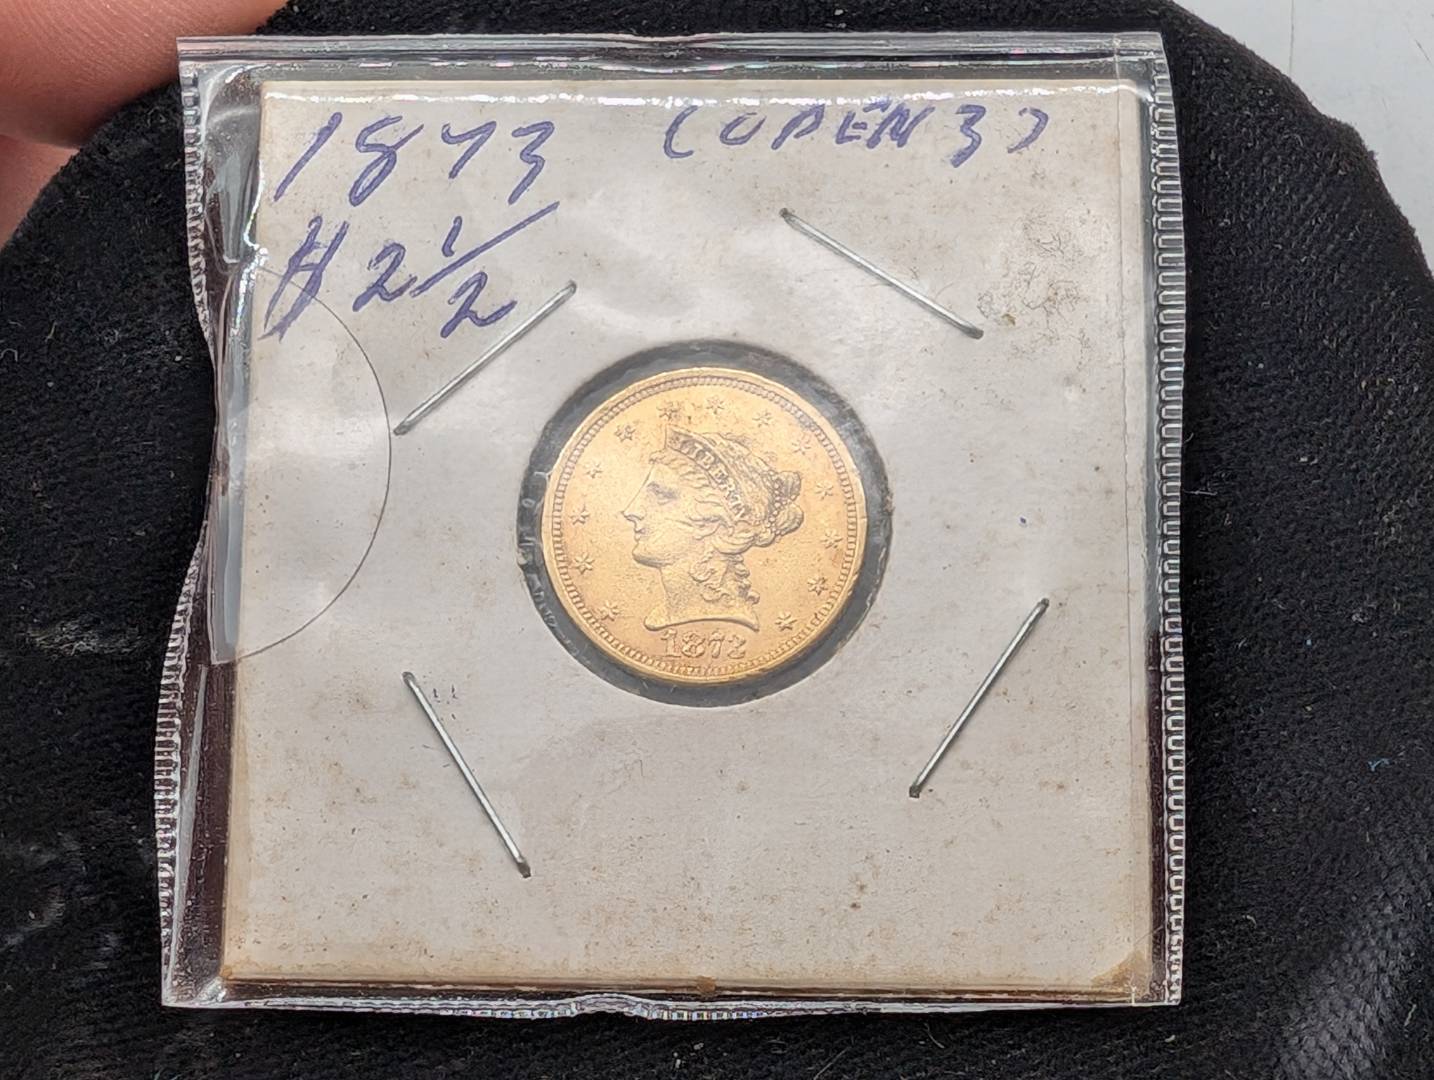 1873 (OPEN 3)
$2 1/2
LIBERTY
1873